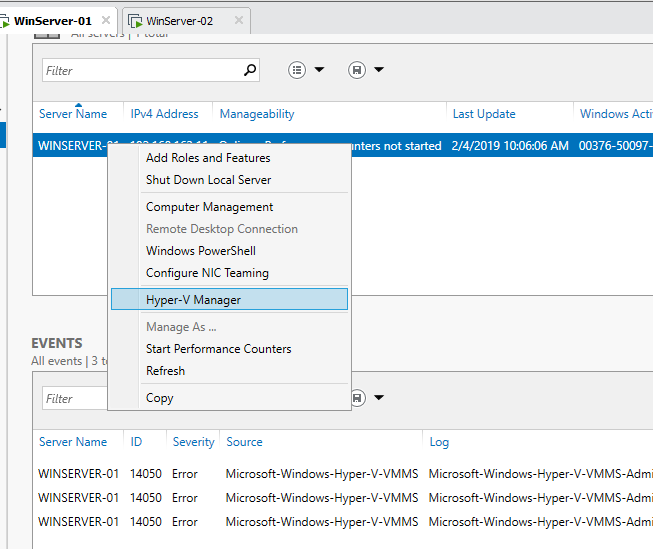 WinServer-01 WinServer-02
All servers | 1 total
Filter
Server Name IPv4 Address Manageability Last Update Windows Acti
WINSERVER-01 counters not started 2/4/2019 10:06:06 AM 00376-50097-
Add Roles and Features
Shut Down Local Server
Computer Management
Remote Desktop Connection
Windows PowerShell
Configure NIC Teaming
Hyper-V Manager
Manage As ...
Start Performance Counters
Refresh
Copy
EVENTS
All events | 3 to
Filter
Server Name ID Severity Source Log
WINSERVER-01 14050 Error Microsoft-Windows-Hyper-V-VMMS Microsoft-Windows-Hyper-V-VMMS-Admi
WINSERVER-01 14050 Error Microsoft-Windows-Hyper-V-VMMS Microsoft-Windows-Hyper-V-VMMS-Admi
WINSERVER-01 14050 Error Microsoft-Windows-Hyper-V-VMMS Microsoft-Windows-Hyper-V-VMMS-Admi